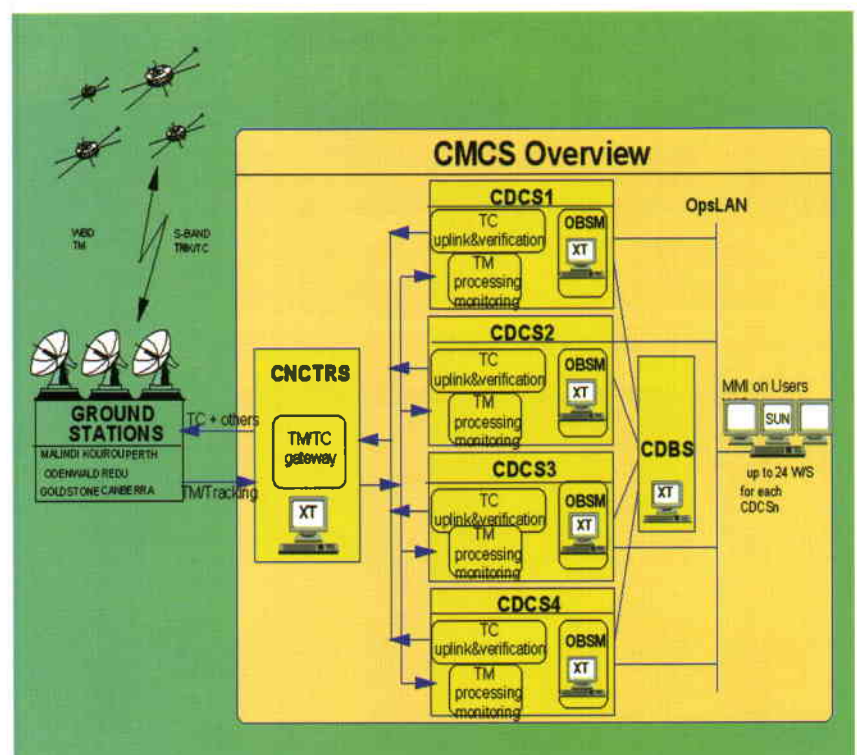 CMCS Overview
WBD
TM
S-BAND
TRK/TC
GROUND
STATIONS
MALINDI KOUROU PERTH
ODENWALD REDU
GOLDSTONE CANBERRA
TC + others
TM/Tracking
CNCTRS
TM/TC
gateway
XT
CDCS1
TC
uplink&verification
TM
processing
monitoring
OBSM
XT
CDCS2
TC
uplink&verification
TM
processing
monitoring
OBSM
XT
CDCS3
TC
uplink&verification
TM
processing
monitoring
OBSM
XT
CDCS4
TC
uplink&verification
TM
processing
monitoring
OBSM
XT
CDBS
XT
OpsLAN
MMI on Users
SUN
up to 24 W/S
for each
CDCSn